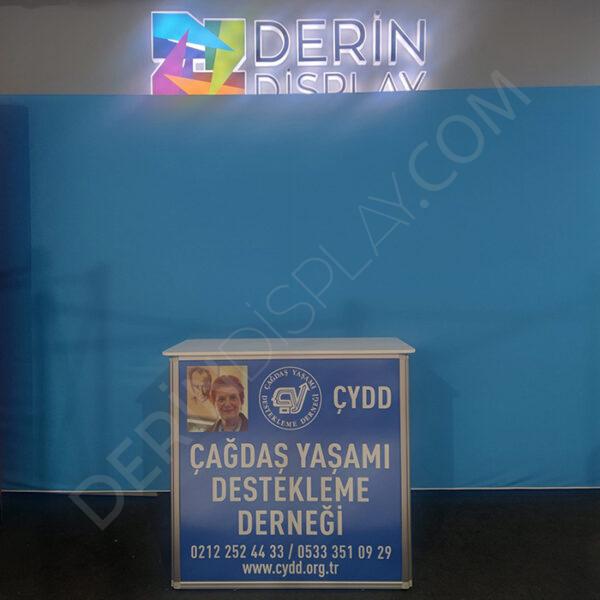 DERİN
DİSPLAY
DERİNDİSPLAY.COM
ÇAĞDAŞ YAŞAMI
DESTEKLEME DERNEĞİ
ÇYDD
ÇAĞDAŞ YAŞAMI
DESTEKLEME
DERNEĞİ
0212 252 44 33 / 0533 351 09 29
www.cydd.org.tr